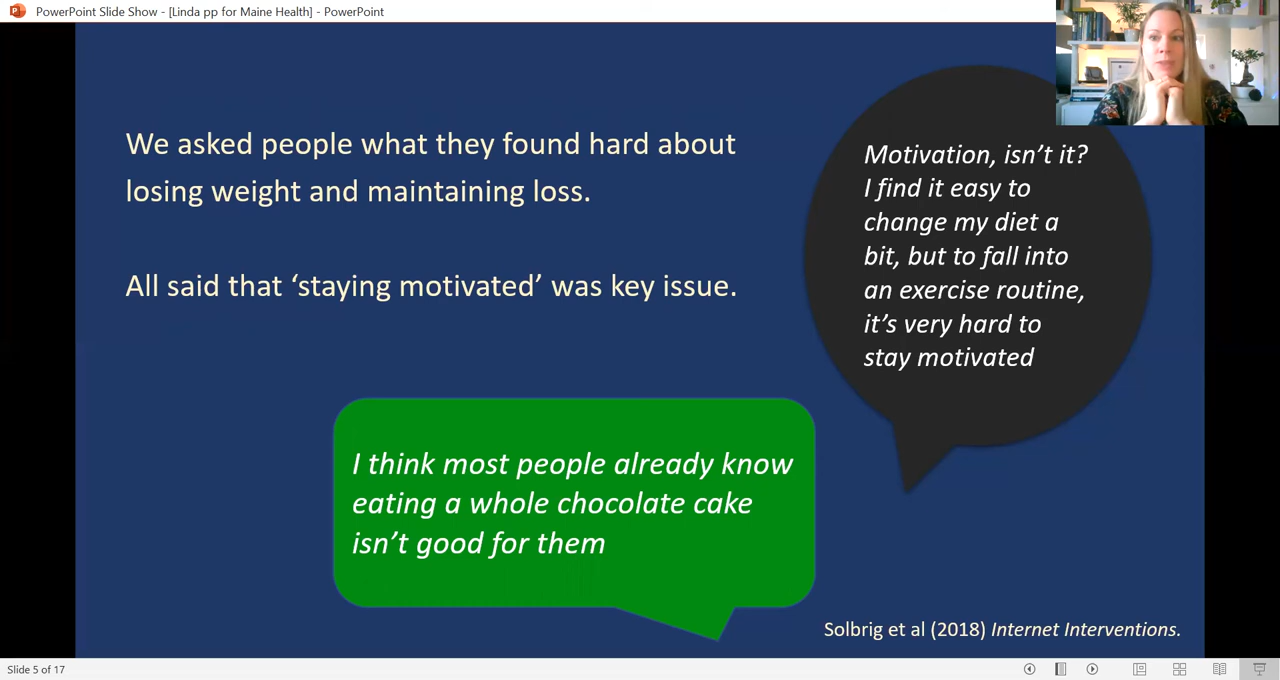 PowerPoint Slide Show - [Linda pp for Maine Health] - PowerPoint
We asked people what they found hard about
losing weight and maintaining loss.
All said that ‘staying motivated’ was key issue.
Motivation, isn’t it?
I find it easy to
change my diet a
bit, but to fall into
an exercise routine,
it’s very hard to
stay motivated
I think most people already know
eating a whole chocolate cake
isn’t good for them
Solbrig et al (2018) Internet Interventions.
Slide 5 of 17